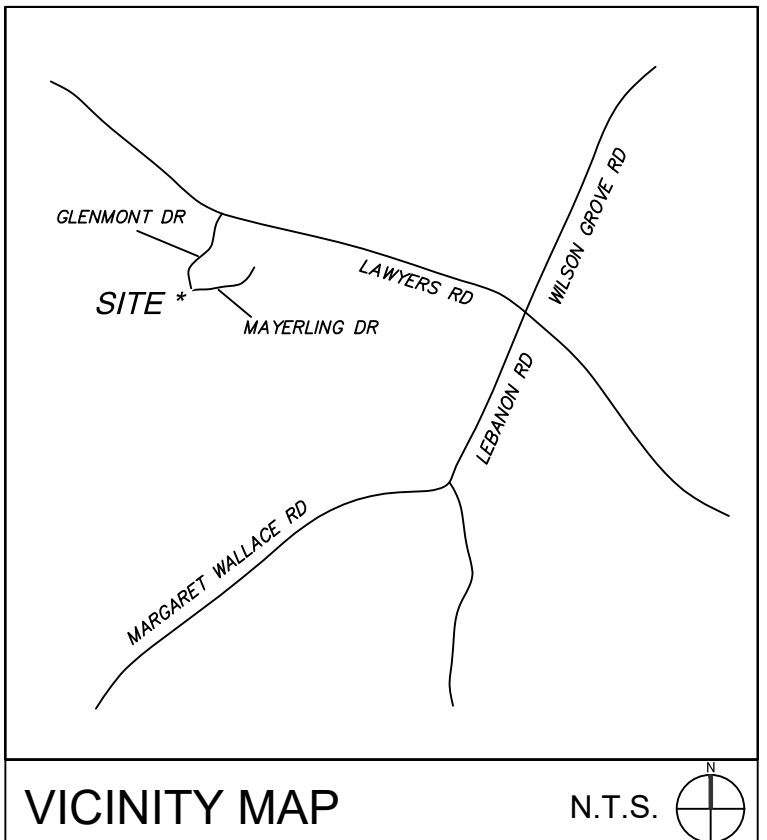 WILSON GROVE RD
GLENMONT DR
LAWYERS RD
SITE *
MAYERLING DR
LEBANON RD
MARGARET WALLACE RD
VICINITY MAP
N.T.S.
N